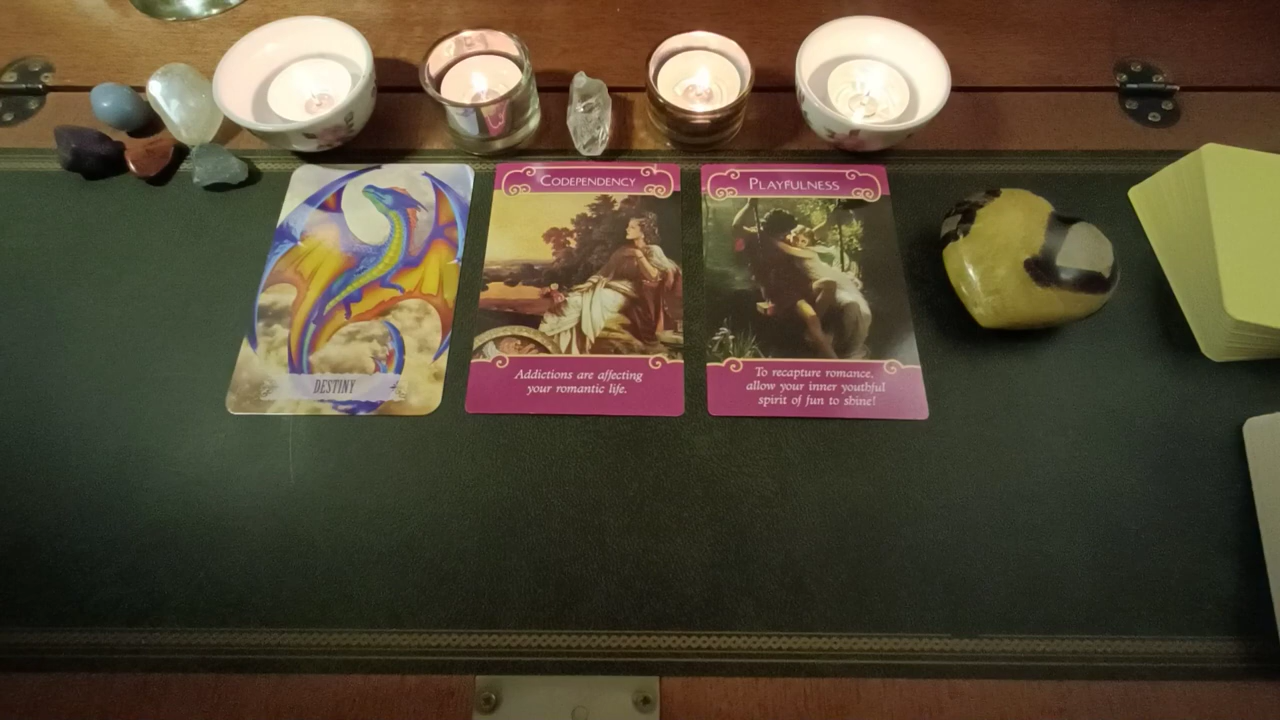 DESTINY
CODEPENDENCY
Addictions are affecting
your romantic life.
PLAYFULNESS
To recapture romance,
allow your inner youthful
spirit of fun to shine!